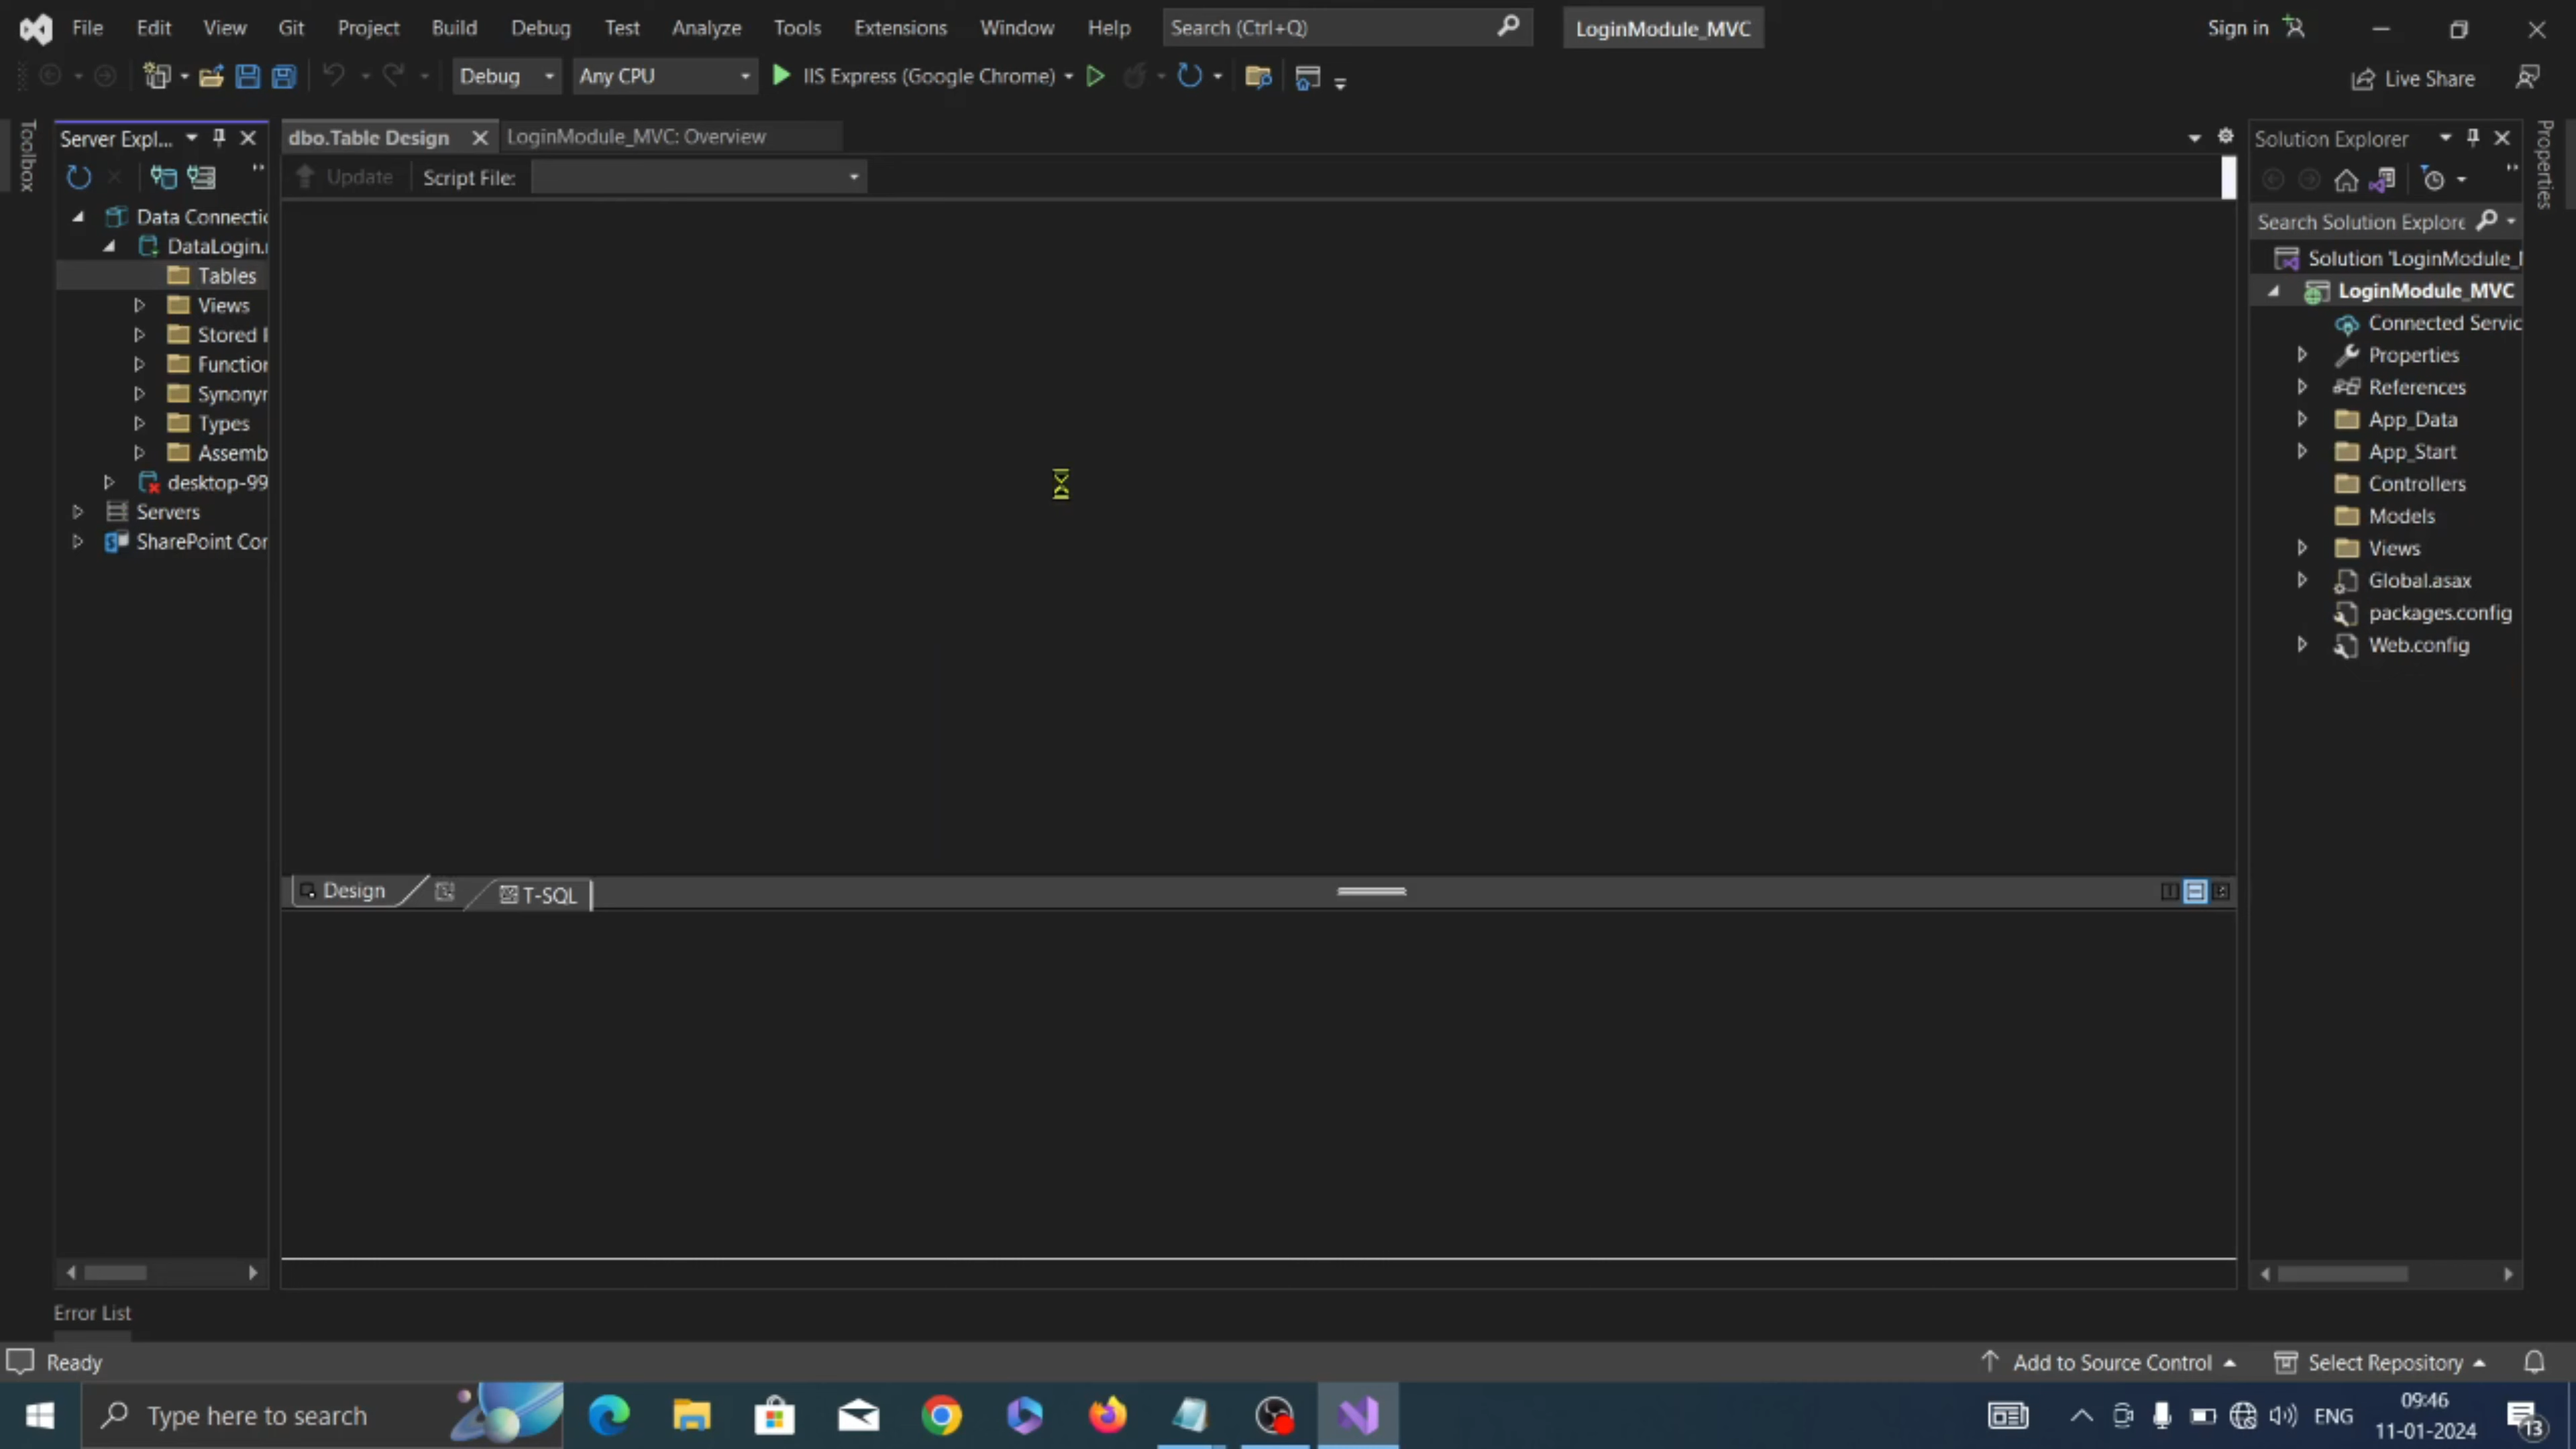 File Edit View Git Project Build Debug Test Analyze Tools Extensions Window Help Search (Ctrl+Q) LoginModule_MVC Sign in
Debug Any CPU IIS Express (Google Chrome) Live Share
Toolbox
Server Expl...
dbo.Table Design LoginModule_MVC: Overview
Update Script File:
Data Connectic
DataLogin.
Tables
Views
Stored
Function
Synonyr
Types
Assemb
desktop-99
Servers
SharePoint Cor
Design T-SQL
Solution Explorer
Search Solution Explore
Solution 'LoginModule_
LoginModule_MVC
Connected Servic
Properties
References
App_Data
App_Start
Controllers
Models
Views
Global.asax
packages.config
Web.config
Properties
Error List
Ready Add to Source Control Select Repository
Type here to search ENG 09:46
11-01-2024 13